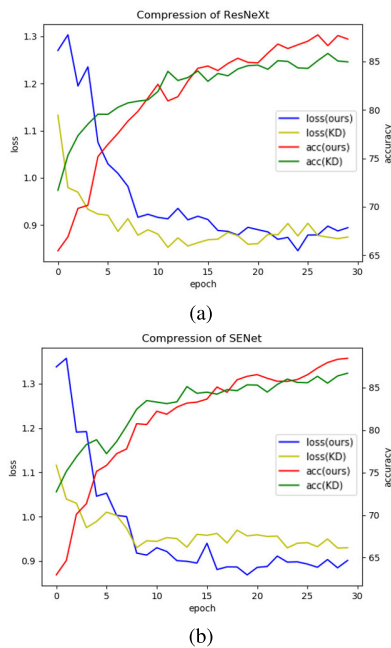 Compression of ResNeXt
1.3
1.2
1.1
1.0
0.9
loss
85
80
75
70
65
accuracy
loss(ours)
loss(KD)
acc(ours)
acc(KD)
0 5 10 15 20 25 30
epoch
(a)
Compression of SENet
1.3
1.2
1.1
1.0
0.9
loss
85
80
75
70
65
accuracy
loss(ours)
loss(KD)
acc(ours)
acc(KD)
0 5 10 15 20 25 30
epoch
(b)